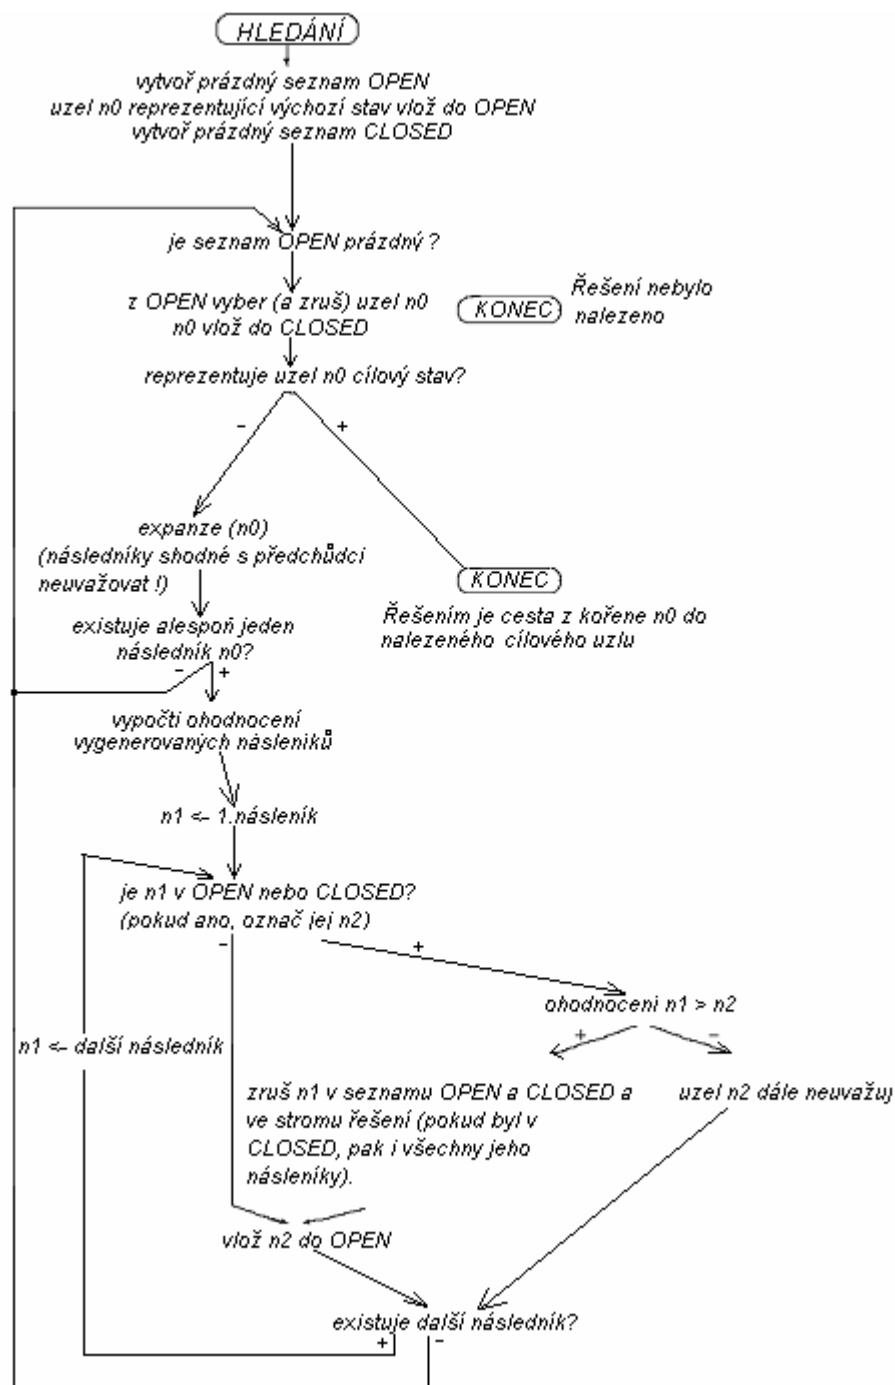 HLEDÁNÍ
vytvoř prázdný seznam OPEN
uzel n0 reprezentující výchozí stav vlož do OPEN
vytvoř prázdný seznam CLOSED
je seznam OPEN prázdný ?
z OPEN vyber (a zruš) uzel n0
n0 vlož do CLOSED
KONEC
Řešení nebylo
nalezeno
reprezentuje uzel n0 cílový stav?
- +
expanze (n0)
(následníky shodné s předchůdci
neuvažovat !)
KONEC
Řešením je cesta z kořene n0 do
nalezeného cílového uzlu
existuje alespoň jeden
následník n0?
- +
vypočti ohodnocení
vygenerovaných násleníků
n1 <- 1.násleník
je n1 v OPEN nebo CLOSED?
(pokud ano, označ jej n2)
- +
ohodnoceni n1 > n2
+ -
n1 <- další následník
zruš n1 v seznamu OPEN a CLOSED a
ve stromu řešení (pokud byl v
CLOSED, pak i všechny jeho
násleníky).
uzel n2 dále neuvažuj
vlož n2 do OPEN
existuje další následník?
+ -